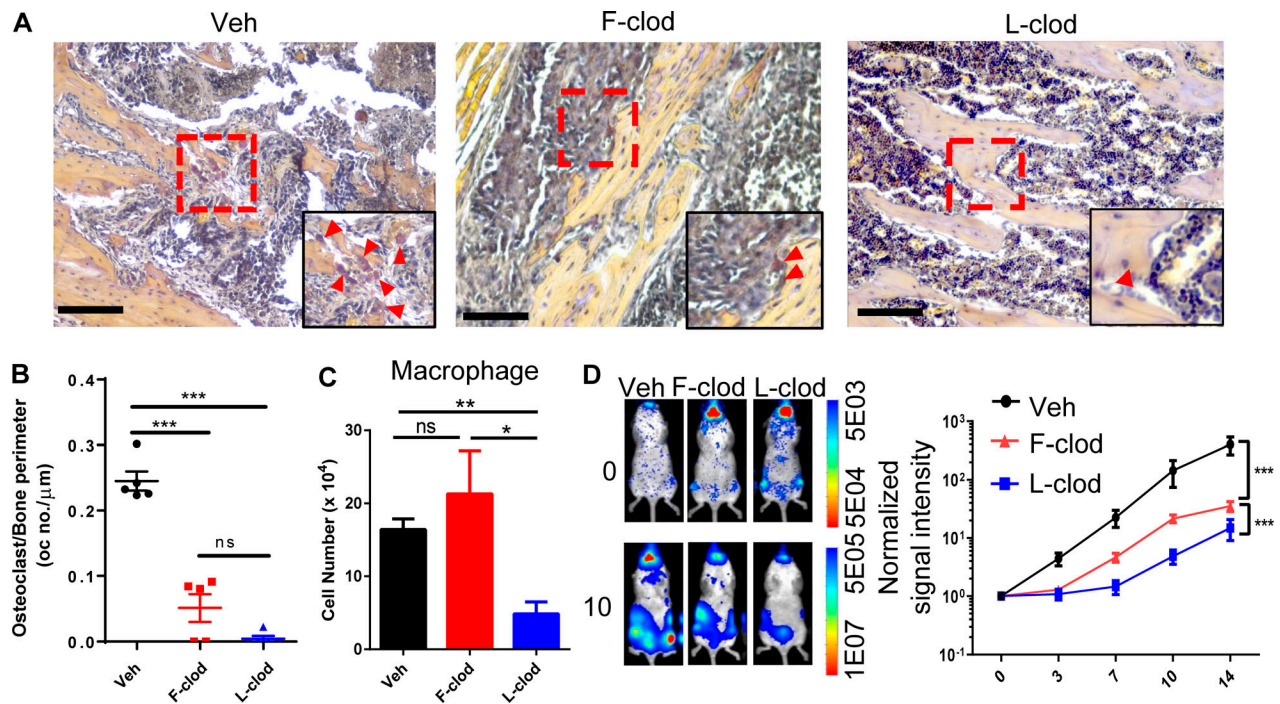 A
Veh
F-clod
L-clod
B
Osteoclast/Bone perimeter
(oc no./μm)
0.4
0.3
0.2
0.1
0.0
***
***
ns
Veh
F-clod
L-clod
C
Macrophage
Cell Number (x 10⁴)
30
20
10
0
**
ns
*
Veh
F-clod
L-clod
D
Veh F-clod L-clod
0
10
5E03
5E04
5E05
1E07
Normalized
signal intensity
10³
10²
10¹
10⁰
10⁻¹
Veh
F-clod
L-clod
***
***
0
3
7
10
14